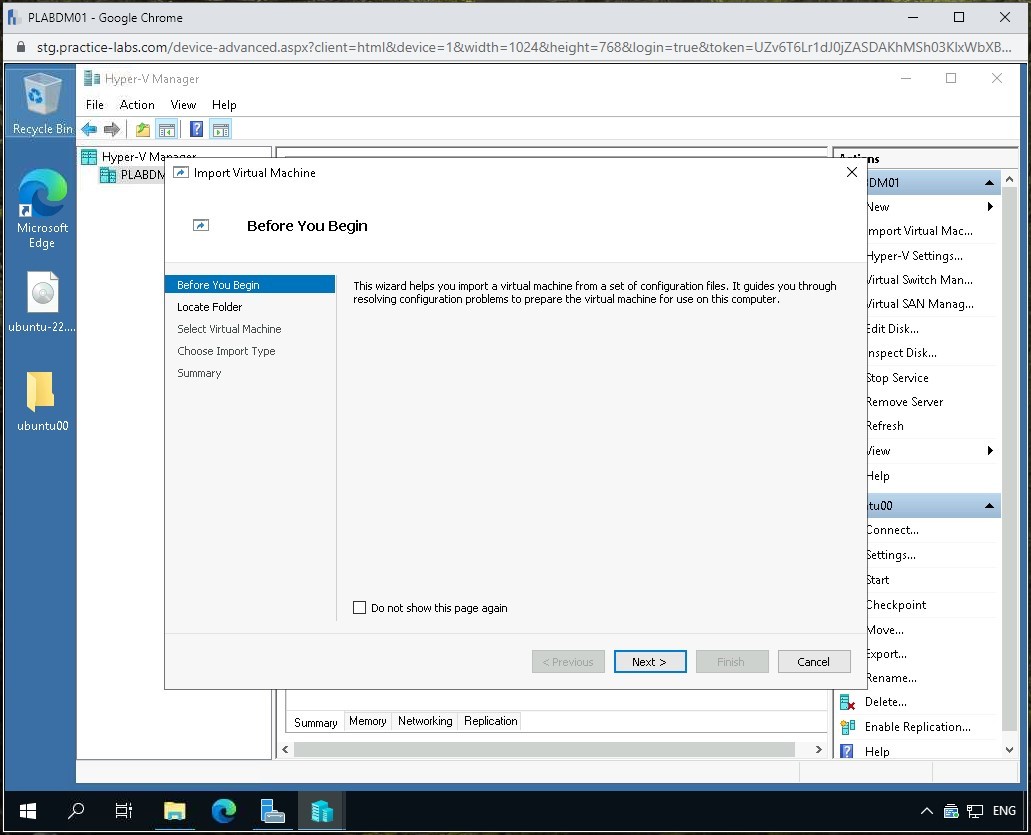 PLABDM01 - Google Chrome
stg.practice-labs.com/device-advanced.aspx?client=html&device=1&width=1024&height=768&login=true&token=UZv6T6Lr1dJ0jZASDAKhMSh03KlxWbXB...
Recycle Bin
Microsoft
Edge
ubuntu-22....
ubuntu00
Hyper-V Manager
File Action View Help
Hyper-V Manager
PLABDM
Import Virtual Machine
Before You Begin
Before You Begin
Locate Folder
Select Virtual Machine
Choose Import Type
Summary
This wizard helps you import a virtual machine from a set of configuration files. It guides you through
resolving configuration problems to prepare the virtual machine for use on this computer.
Do not show this page again
< Previous Next > Finish Cancel
Summary Memory Networking Replication
Actions
DM01
New
mport Virtual Mac...
Hyper-V Settings...
Virtual Switch Man...
Virtual SAN Manag...
Edit Disk...
nspect Disk...
Stop Service
Remove Server
Refresh
View
Help
tu00
Connect...
Settings...
Start
Checkpoint
Move...
Export...
Rename...
Delete...
Enable Replication...
Help
ENG